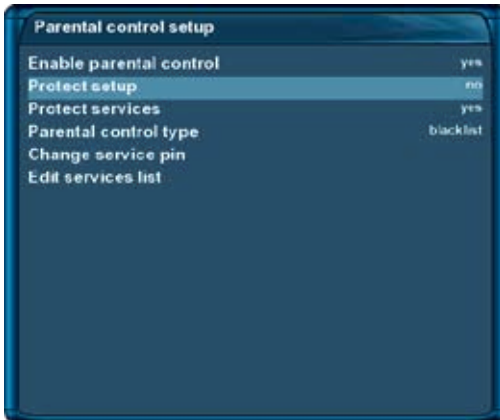 Parental control setup
Enable parental control yes
Protect setup no
Protect services yes
Parental control type blacklist
Change service pin
Edit services list